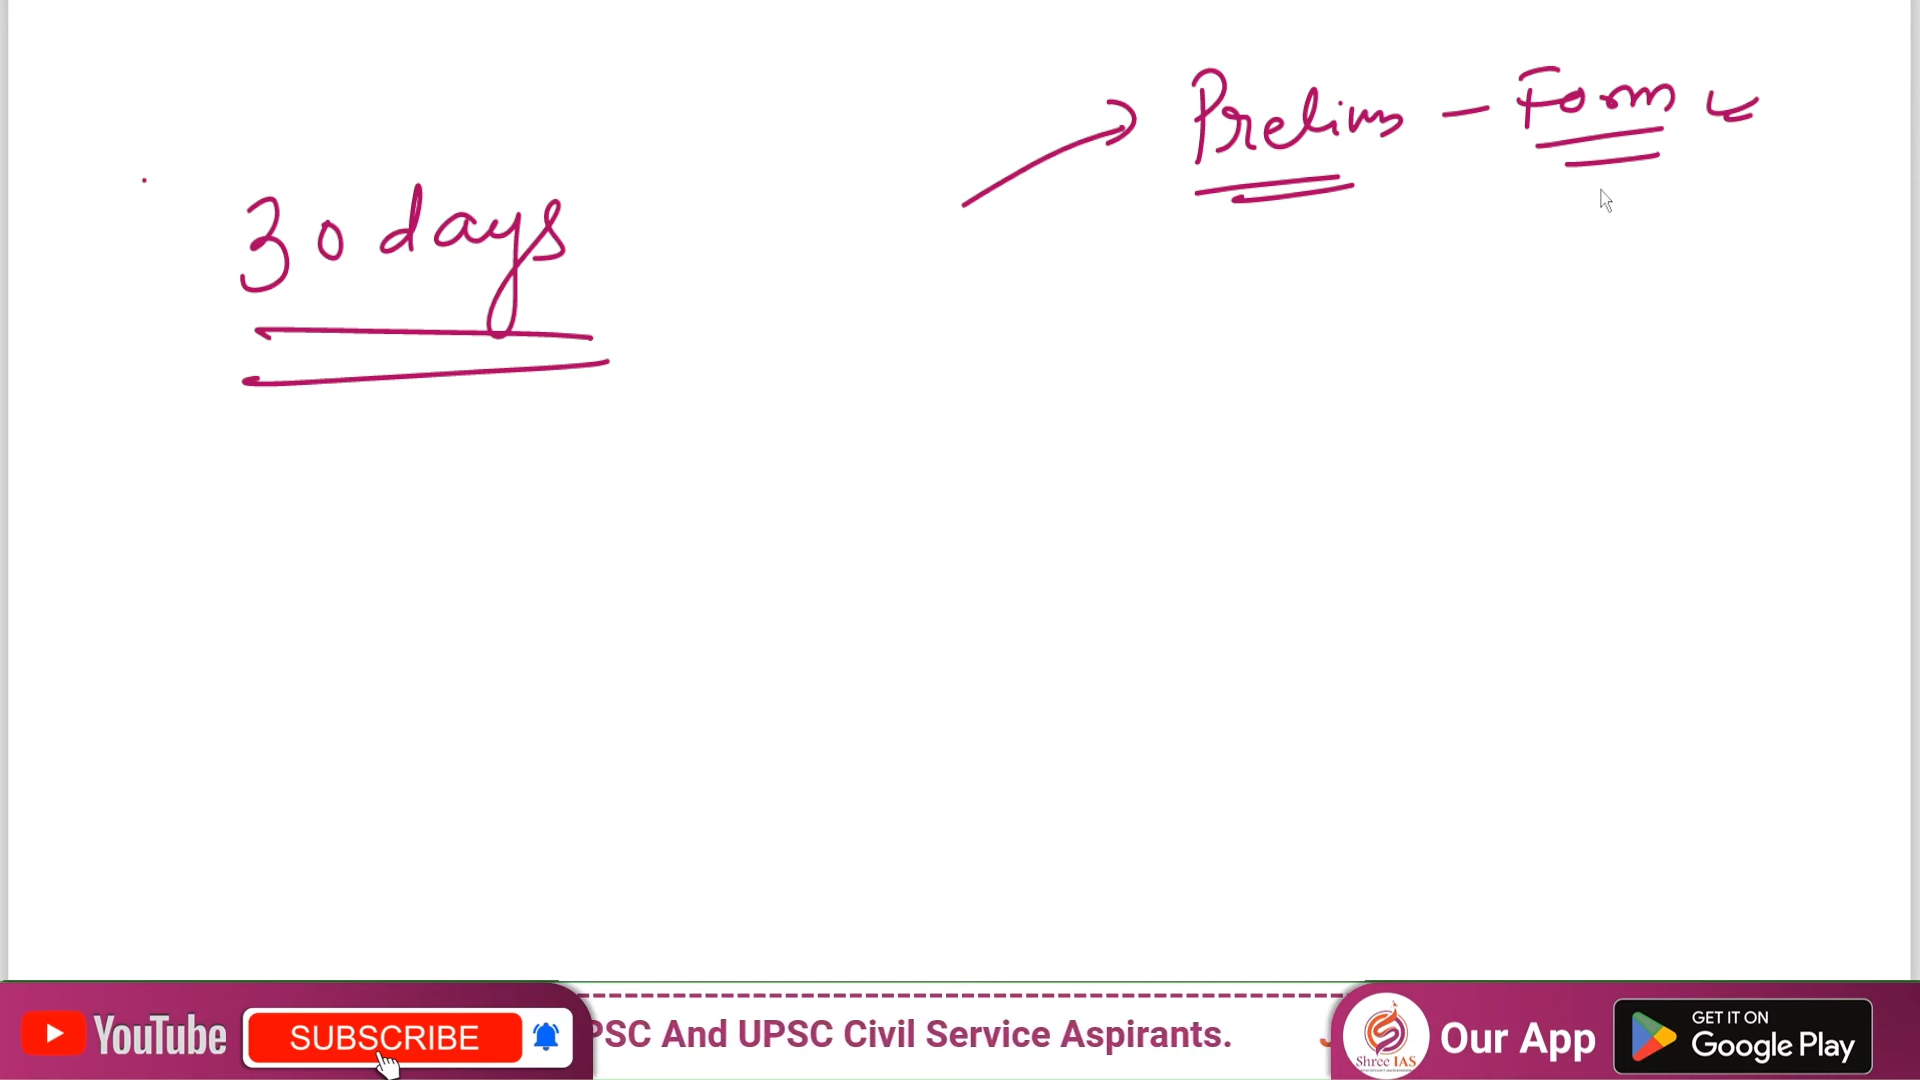 Prelims - Form
30 days
YouTube SUBSCRIBE PSC And UPSC Civil Service Aspirants. Shree IAS Our App GET IT ON Google Play